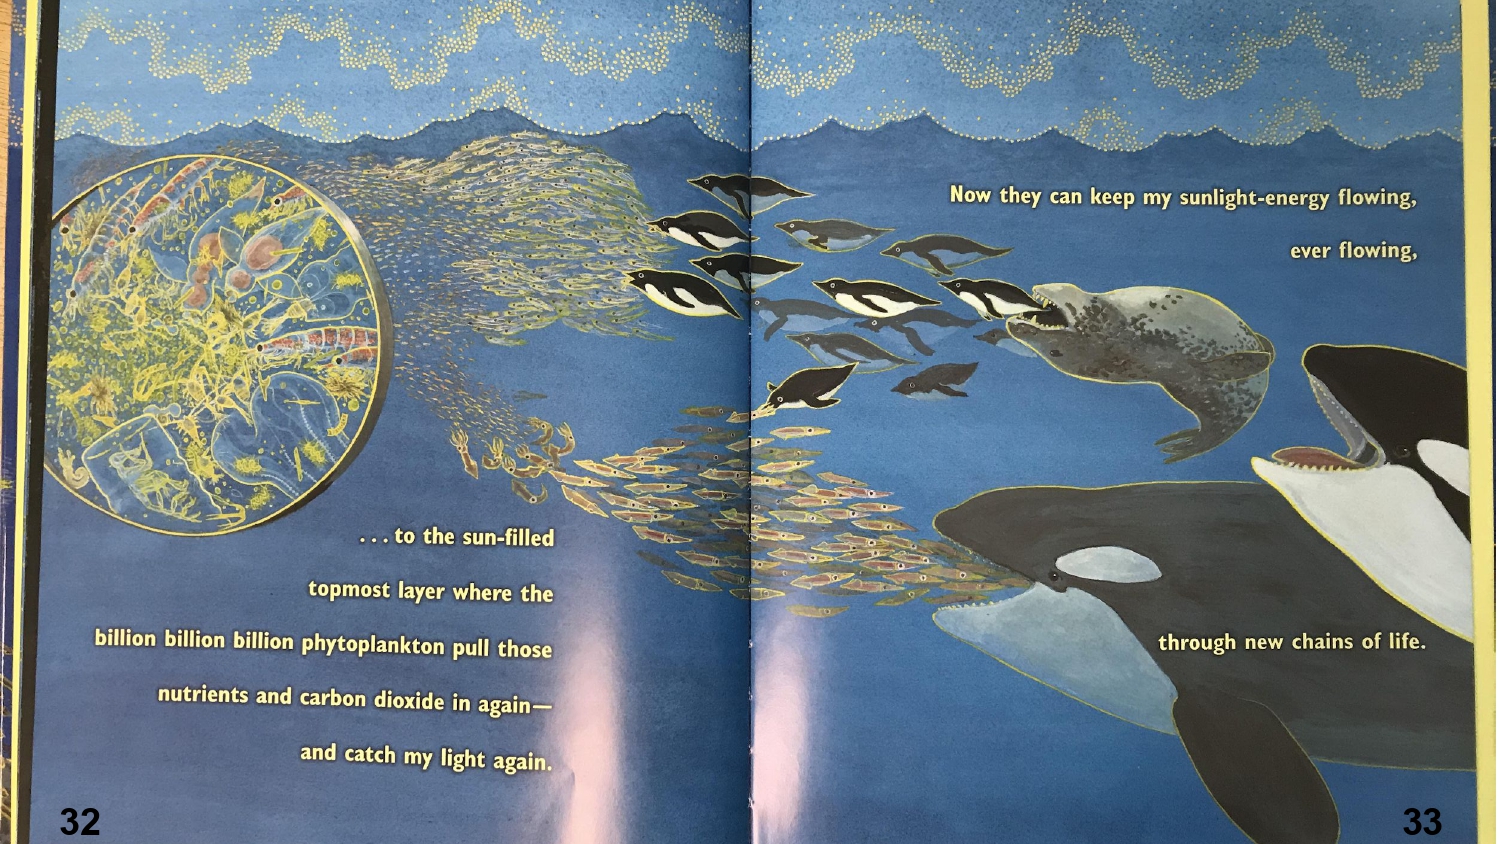 . . . to the sun-filled
topmost layer where the
billion billion billion phytoplankton pull those
nutrients and carbon dioxide in again—
and catch my light again.
32
Now they can keep my sunlight-energy flowing,
ever flowing,
through new chains of life.
33